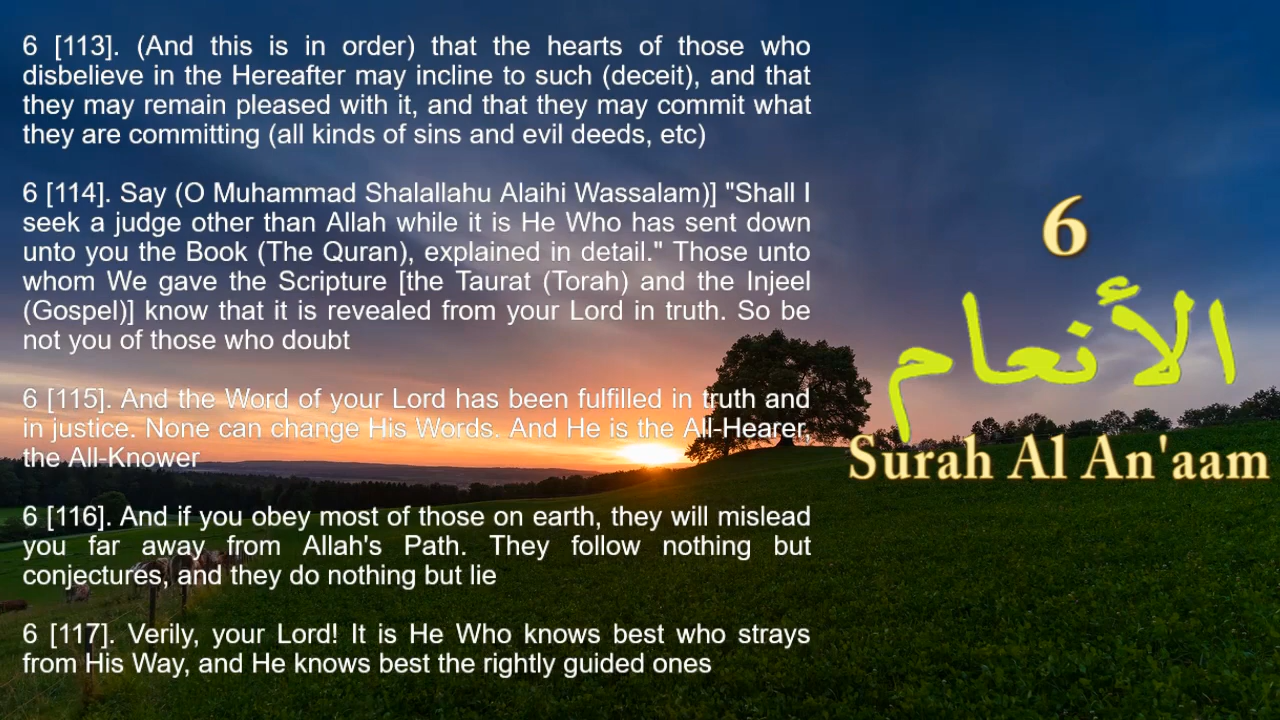 6 [113]. (And this is in order) that the hearts of those who
disbelieve in the Hereafter may incline to such (deceit), and that
they may remain pleased with it, and that they may commit what
they are committing (all kinds of sins and evil deeds, etc)
6 [114]. Say (O Muhammad Shalallahu Alaihi Wassalam)] "Shall I
seek a judge other than Allah while it is He Who has sent down
unto you the Book (The Quran), explained in detail." Those unto
whom We gave the Scripture [the Taurat (Torah) and the Injeel
(Gospel)] know that it is revealed from your Lord in truth. So be
not you of those who doubt
6 [115]. And the Word of your Lord has been fulfilled in truth and
in justice. None can change His Words. And He is the All-Hearer,
the All-Knower
6 [116]. And if you obey most of those on earth, they will mislead
you far away from Allah's Path. They follow nothing but
conjectures, and they do nothing but lie
6 [117]. Verily, your Lord! It is He Who knows best who strays
from His Way, and He knows best the rightly guided ones
6
الأنعام
Surah Al An'aam